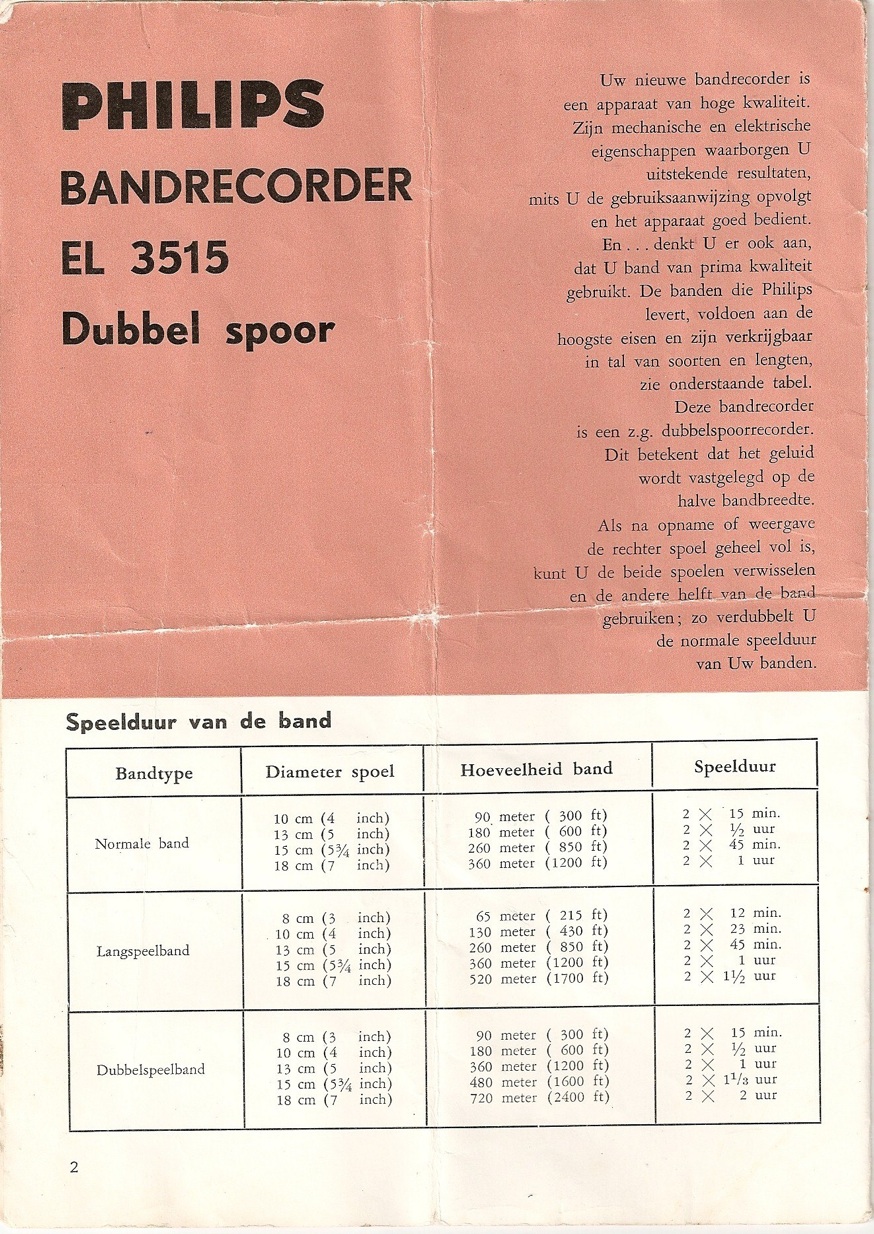 PHILIPS
BANDRECORDER
EL 3515
Dubbel spoor
Uw nieuwe bandrecorder is
een apparaat van hoge kwaliteit.
Zijn mechanische en elektrische
eigenschappen waarborgen U
uitstekende resultaten,
mits U de gebruiksaanwijzing opvolgt
en het apparaat goed bedient.
En . . . denkt U er ook aan,
dat U band van prima kwaliteit
gebruikt. De banden die Philips
levert, voldoen aan de
hoogste eisen en zijn verkrijgbaar
in tal van soorten en lengten,
zie onderstaande tabel.
Deze bandrecorder
is een z.g. dubbelspoorrecorder.
Dit betekent dat het geluid
wordt vastgelegd op de
halve bandbreedte.
Als na opname of weergave
de rechter spoel geheel vol is,
kunt U de beide spoelen verwisselen
en de andere helft van de band
gebruiken; zo verdubbelt U
de normale speelduur
van Uw banden.
Speelduur van de band
Bandtype Diameter spoel Hoeveelheid band Speelduur
Normale band
10 cm (4 inch) 90 meter ( 300 ft) 2 × 15 min.
13 cm (5 inch) 180 meter ( 600 ft) 2 × ½ uur
15 cm (5¾ inch) 260 meter ( 850 ft) 2 × 45 min.
18 cm (7 inch) 360 meter (1200 ft) 2 × 1 uur
Langspeelband
8 cm (3 inch) 65 meter ( 215 ft) 2 × 12 min.
10 cm (4 inch) 130 meter ( 430 ft) 2 × 23 min.
13 cm (5 inch) 260 meter ( 850 ft) 2 × 45 min.
15 cm (5¾ inch) 360 meter (1200 ft) 2 × 1 uur
18 cm (7 inch) 520 meter (1700 ft) 2 × 1½ uur
Dubbelspeelband
8 cm (3 inch) 90 meter ( 300 ft) 2 × 15 min.
10 cm (4 inch) 180 meter ( 600 ft) 2 × ½ uur
13 cm (5 inch) 360 meter (1200 ft) 2 × 1 uur
15 cm (5¾ inch) 480 meter (1600 ft) 2 × 1⅓ uur
18 cm (7 inch) 720 meter (2400 ft) 2 × 2 uur
2